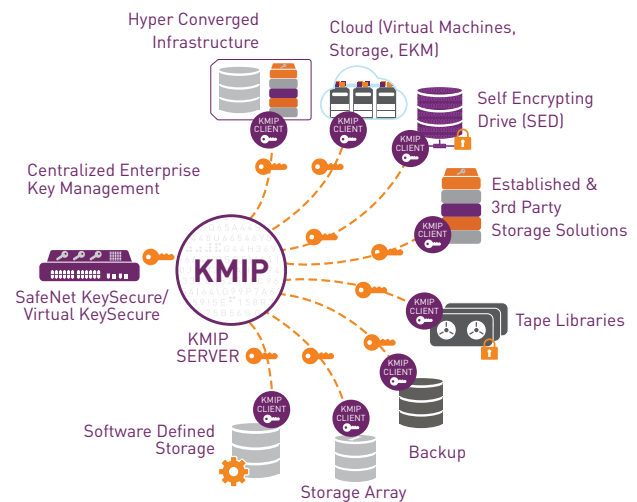 Hyper Converged
Infrastructure
Cloud (Virtual Machines,
Storage, EKM)
Self Encrypting
Drive (SED)
KMIP
CLIENT
KMIP
CLIENT
KMIP
CLIENT
Centralized Enterprise
Key Management
Established &
3rd Party
Storage Solutions
KMIP
CLIENT
KMIP
SafeNet KeySecure/
Virtual KeySecure
KMIP
SERVER
KMIP
CLIENT
Tape Libraries
KMIP
CLIENT
Backup
KMIP
CLIENT
Software Defined
Storage
KMIP
CLIENT
Storage Array